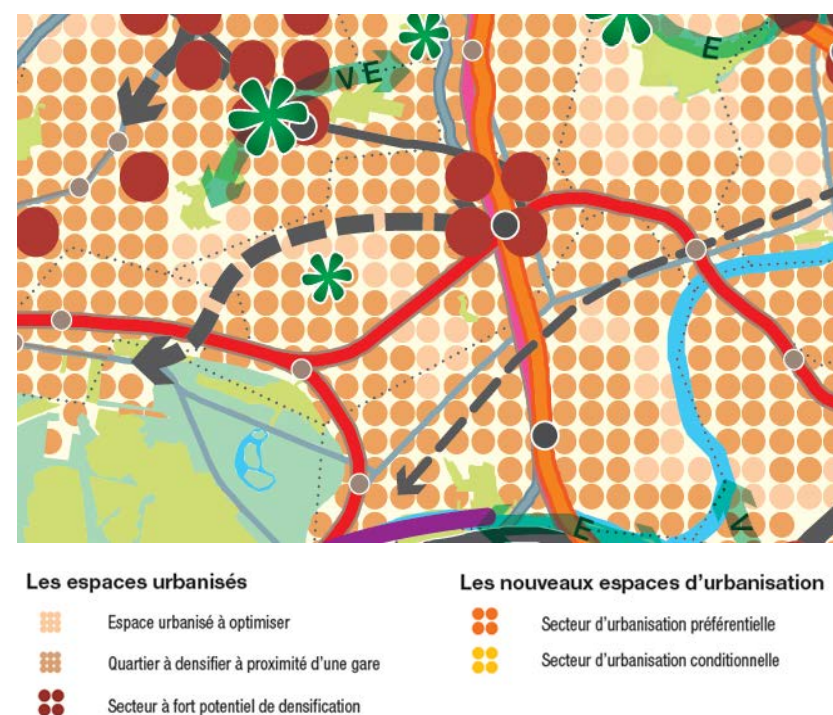 E
V E
E
V
Les espaces urbanisés
Espace urbanisé à optimiser
Quartier à densifier à proximité d'une gare
Secteur à fort potentiel de densification
Les nouveaux espaces d'urbanisation
Secteur d'urbanisation préférentielle
Secteur d'urbanisation conditionnelle